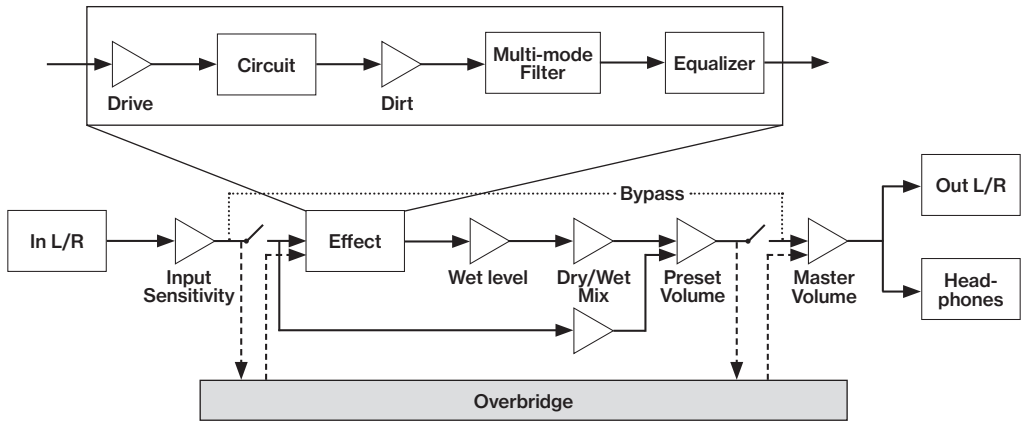 Drive
Circuit
Dirt
Multi-mode
Filter
Equalizer
Bypass
In L/R
Input
Sensitivity
Effect
Wet level
Dry/Wet
Mix
Preset
Volume
Master
Volume
Out L/R
Head-
phones
Overbridge